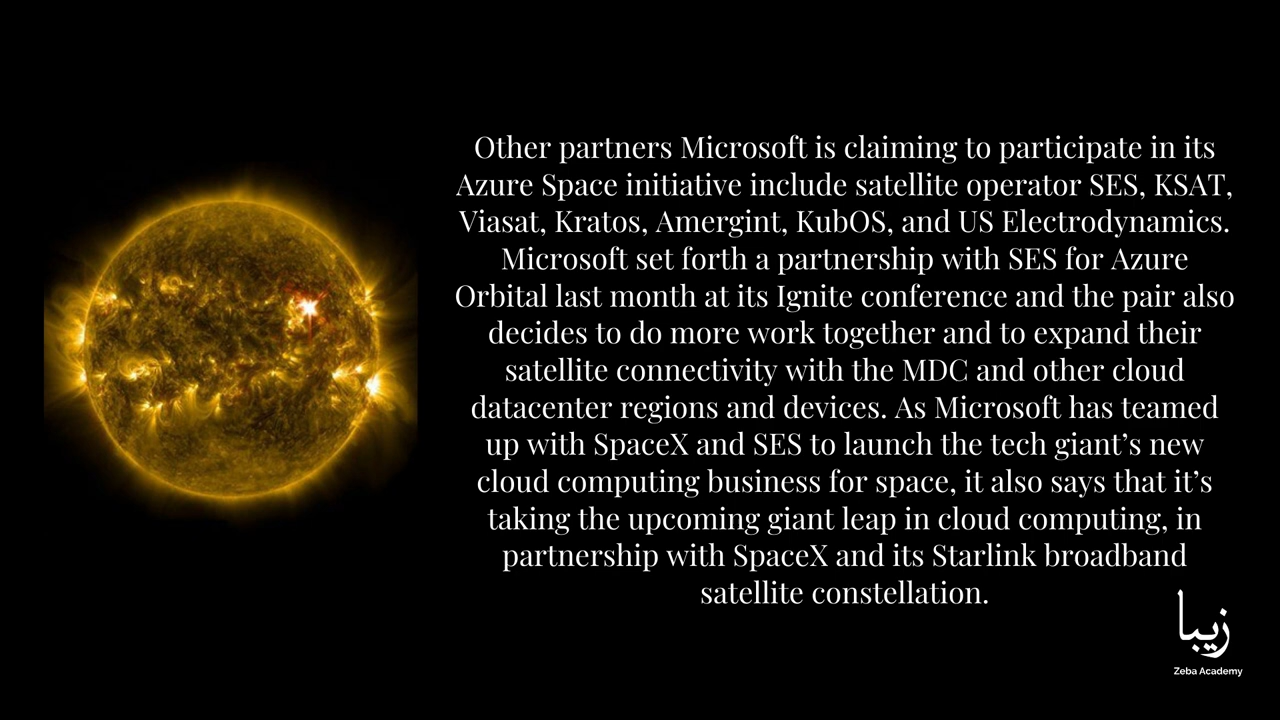 Other partners Microsoft is claiming to participate in its
Azure Space initiative include satellite operator SES, KSAT,
Viasat, Kratos, Amergint, KubOS, and US Electrodynamics.
Microsoft set forth a partnership with SES for Azure
Orbital last month at its Ignite conference and the pair also
decides to do more work together and to expand their
satellite connectivity with the MDC and other cloud
datacenter regions and devices. As Microsoft has teamed
up with SpaceX and SES to launch the tech giant’s new
cloud computing business for space, it also says that it’s
taking the upcoming giant leap in cloud computing, in
partnership with SpaceX and its Starlink broadband
satellite constellation.
زيبا
Zeba Academy